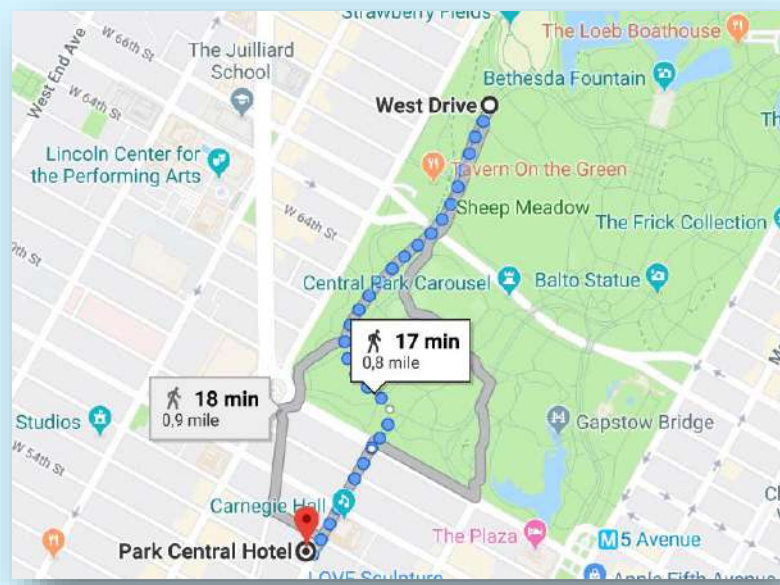 Strawberry Fields
The Loeb Boathouse
W 66th St
The Juilliard
School
West End Ave
Bethesda Fountain
W 64th St
West Drive
Th
Lincoln Center for
the Performing Arts
Tavern On the Green
W 64th St
Sheep Meadow
The Frick Collection
9th St
Central Park Carousel
Balto Statue
17 min
0,8 mile
18 min
0,9 mile
Studios
Gapstow Bridge
W 54th St
Carnegie Hall
The Plaza
M 5 Avenue
Park Central Hotel
LOVE Sculpture
Apple Fifth Avenue